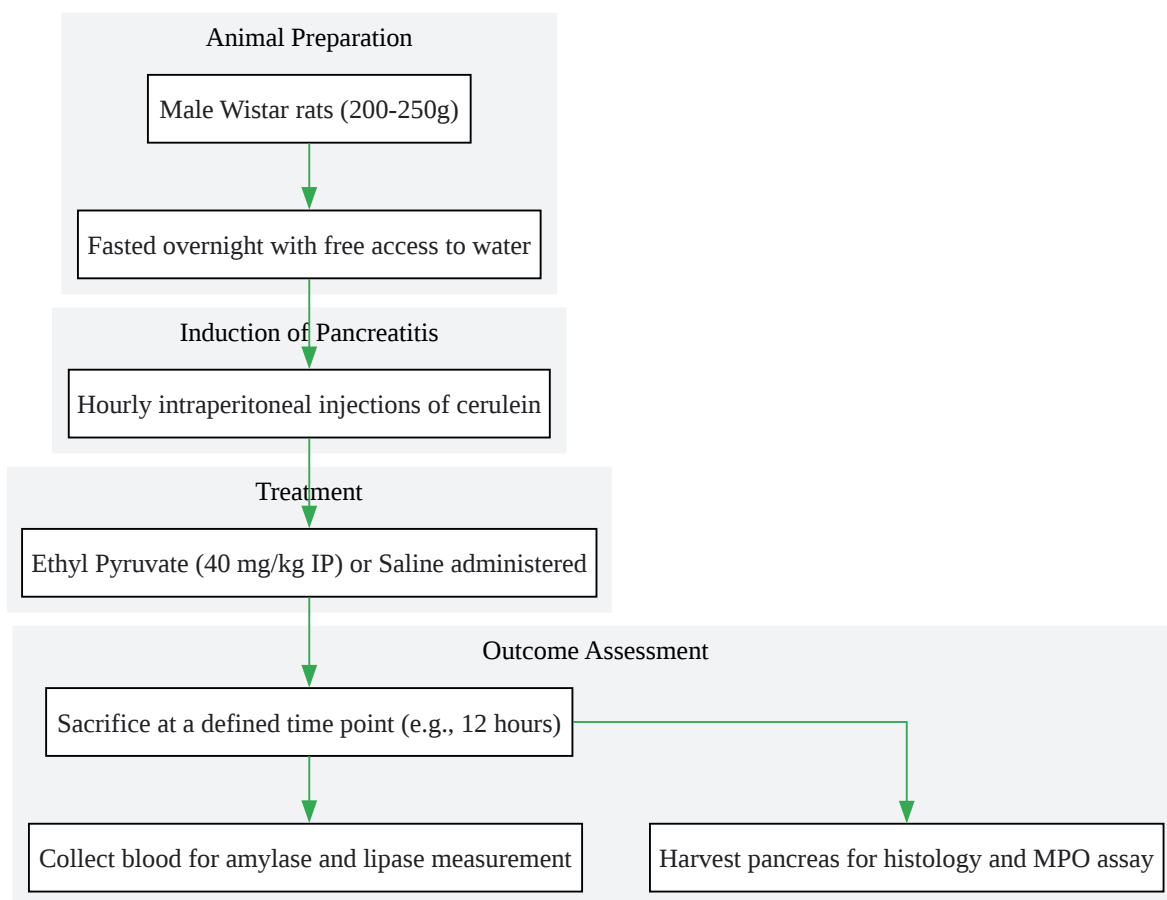 Animal Preparation
Male Wistar rats (200-250g)
Fasted overnight with free access to water
Induction of Pancreatitis
Hourly intraperitoneal injections of cerulein
Treatment
Ethyl Pyruvate (40 mg/kg IP) or Saline administered
Outcome Assessment
Sacrifice at a defined time point (e.g., 12 hours)
Collect blood for amylase and lipase measurement
Harvest pancreas for histology and MPO assay